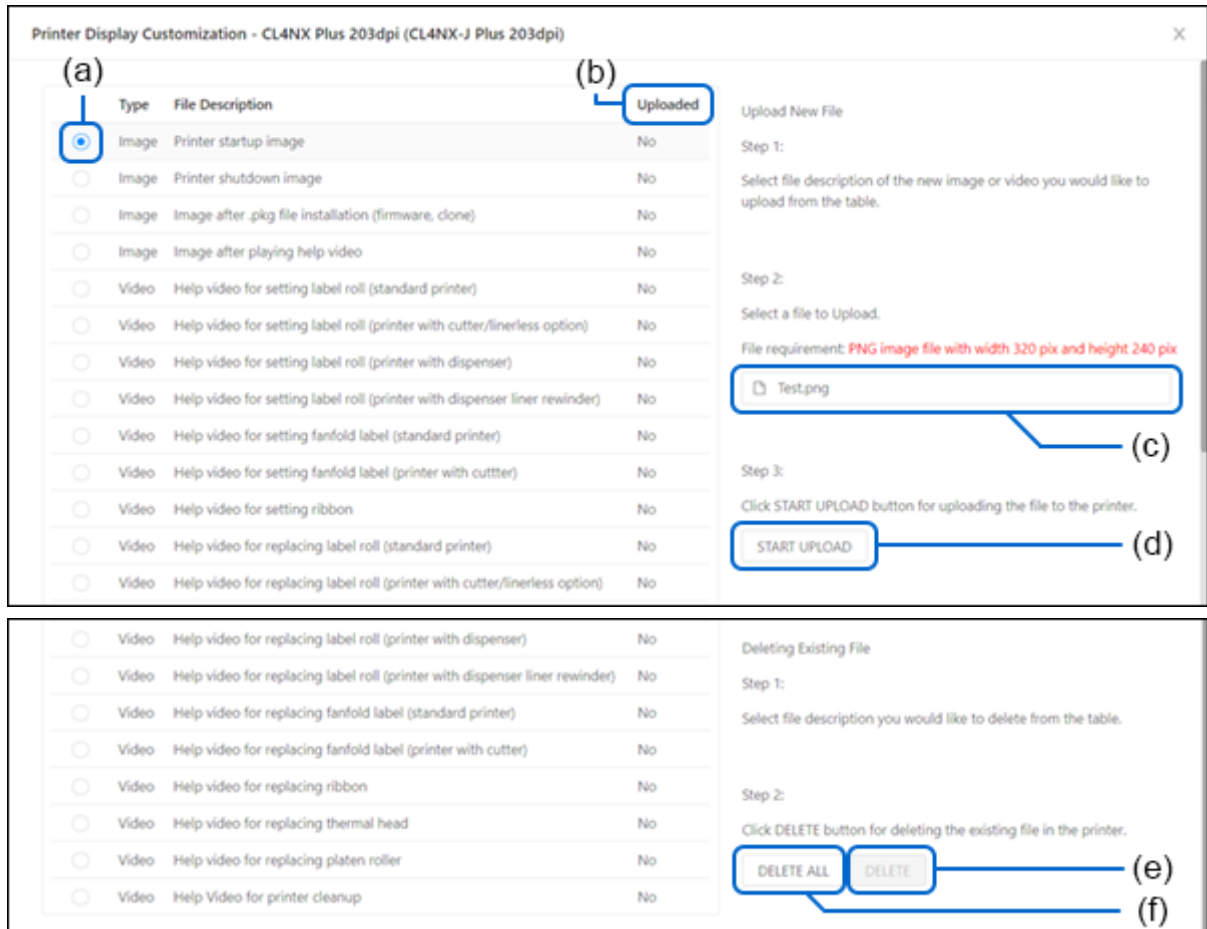 Printer Display Customization - CL4NX Plus 203dpi (CL4NX-J Plus 203dpi)
(a)
(b)
Type File Description Uploaded
Image Printer startup image No
Image Printer shutdown image No
Image Image after .pkg file installation (firmware, clone) No
Image Image after playing help video No
Video Help video for setting label roll (standard printer) No
Video Help video for setting label roll (printer with cutter/linerless option) No
Video Help video for setting label roll (printer with dispenser) No
Video Help video for setting label roll (printer with dispenser liner rewinder) No
Video Help video for setting fanfold label (standard printer) No
Video Help video for setting fanfold label (printer with cuttter) No
Video Help video for setting ribbon No
Video Help video for replacing label roll (standard printer) No
Video Help video for replacing label roll (printer with cutter/linerless option) No
Upload New File
Step 1:
Select file description of the new image or video you would like to
upload from the table.
Step 2:
Select a file to Upload.
File requirement: PNG image file with width 320 pix and height 240 pix
Test.png
(c)
Step 3:
Click START UPLOAD button for uploading the file to the printer.
START UPLOAD
(d)
Video Help video for replacing label roll (printer with dispenser) No
Video Help video for replacing label roll (printer with dispenser liner rewinder) No
Video Help video for replacing fanfold label (standard printer) No
Video Help video for replacing fanfold label (printer with cutter) No
Video Help video for replacing ribbon No
Video Help video for replacing thermal head No
Video Help video for replacing platen roller No
Video Help Video for printer cleanup No
Deleting Existing File
Step 1:
Select file description you would like to delete from the table.
Step 2:
Click DELETE button for deleting the existing file in the printer.
DELETE ALL DELETE
(e)
(f)